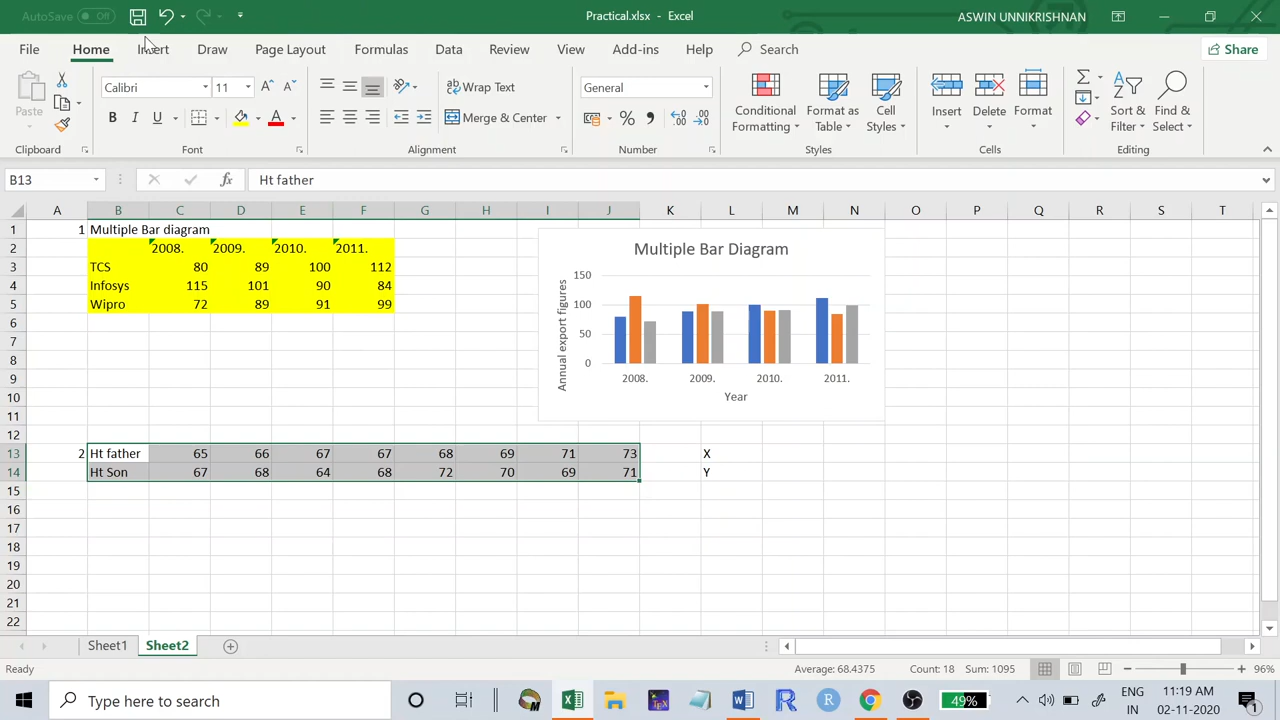 AutoSave Off Practical.xlsx - Excel ASWIN UNNIKRISHNAN
File Home Insert Draw Page Layout Formulas Data Review View Add-ins Help Search Share
Paste
Clipboard
Calibri 11
B I U A
Font
Wrap Text
Merge & Center
Alignment
General
Number
Conditional Formatting
Format as Table
Cell Styles
Styles
Insert Delete Format
Cells
Sort & Filter
Find & Select
Editing
B13 fx Ht father
A B C D E F G H I J K L M N O P Q R S T
1 1 Multiple Bar diagram
2 2008. 2009. 2010. 2011.
3 TCS 80 89 100 112
4 Infosys 115 101 90 84
5 Wipro 72 89 91 99
6
7
8
9
10
11
12
13 2 Ht father 65 66 67 67 68 69 71 73 X
14 Ht Son 67 68 64 68 72 70 69 71 Y
15
16
17
18
19
20
21
22
Multiple Bar Diagram
Annual export figures
150
100
50
0
2008. 2009. 2010. 2011.
Year
Sheet1 Sheet2
Ready Average: 68.4375 Count: 18 Sum: 1095 96%
Type here to search 49% ENG IN 11:19 AM 02-11-2020 1